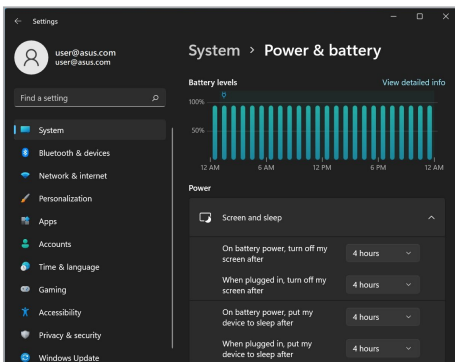 Settings
user@asus.com
user@asus.com
System > Power & battery
Find a setting
System
Bluetooth & devices
Network & internet
Personalization
Apps
Accounts
Time & language
Gaming
Accessibility
Privacy & security
Windows Update
Battery levels
View detailed info
100%
50%
12 AM 6 AM 12 PM 6 PM 12 AM
Power
Screen and sleep
On battery power, turn off my
screen after
4 hours
When plugged in, turn off my
screen after
4 hours
On battery power, put my
device to sleep after
4 hours
When plugged in, put my
device to sleep after
4 hours